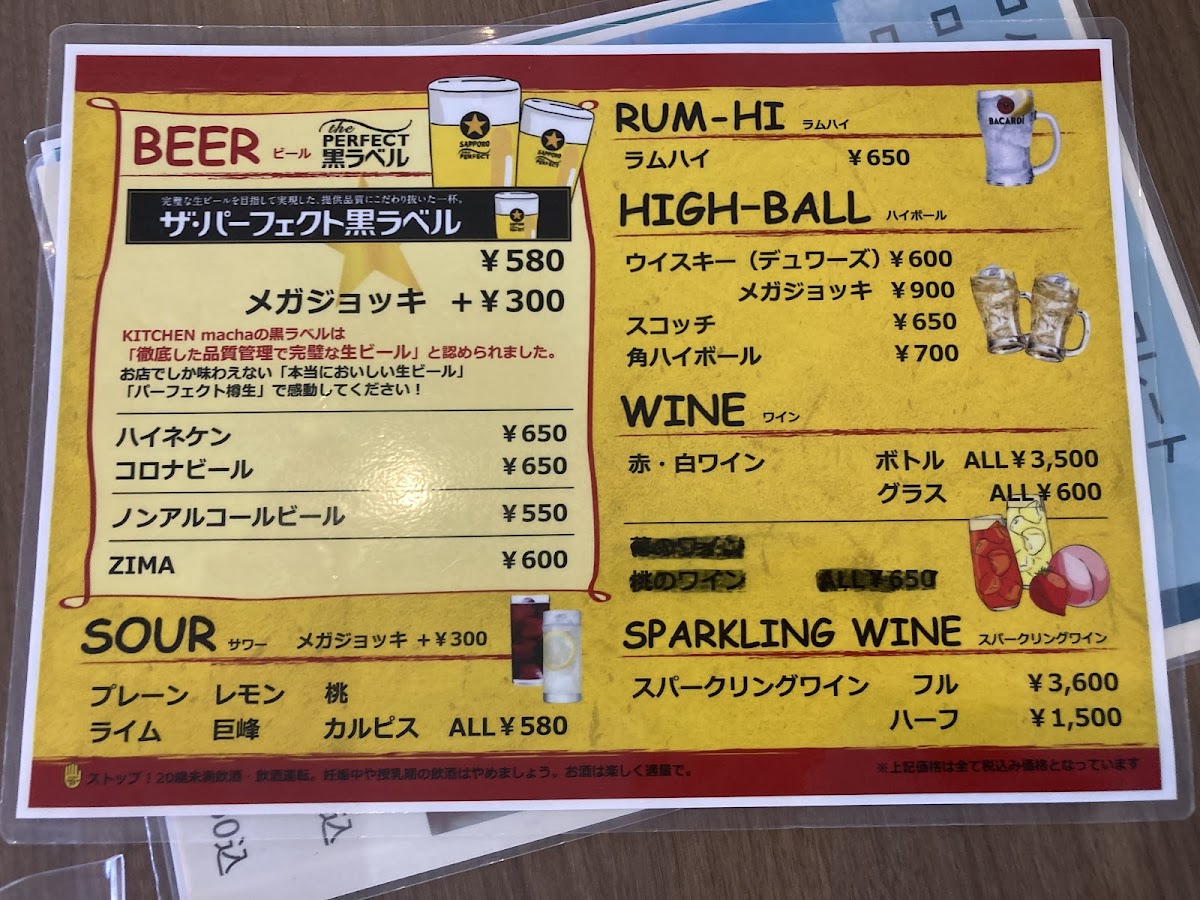 BEER ビール
the PERFECT 黒ラベル
SAPPORO
the PERFECT
SAPPORO
the PERFECT
完璧な生ビールを目指して実現した、提供品質にこだわり抜いた一杯。
ザ・パーフェクト黒ラベル
¥580
メガジョッキ +¥300
KITCHEN machaの黒ラベルは
「徹底した品質管理で完璧な生ビール」と認められました。
お店でしか味わえない「本当においしい生ビール」
「パーフェクト樽生」で感動してください!
ハイネケン ¥650
コロナビール ¥650
ノンアルコールビール ¥550
ZIMA ¥600
SOUR サワー メガジョッキ +¥300
プレーン レモン 桃
ライム 巨峰 カルピス ALL¥580
RUM-HI ラムハイ
BACARDI
ラムハイ ¥650
HIGH-BALL ハイボール
ウイスキー(デュワーズ) ¥600
メガジョッキ ¥900
スコッチ ¥650
角ハイボール ¥700
WINE ワイン
赤・白ワイン ボトル ALL¥3,500
グラス ALL¥600
桃のワイン ALL¥650
SPARKLING WINE スパークリングワイン
スパークリングワイン フル ¥3,600
ハーフ ¥1,500
ストップ!20歳未満飲酒・飲酒運転。妊娠中や授乳期の飲酒はやめましょう。お酒は楽しく適量で。
※上記価格は全て税込み価格となっています